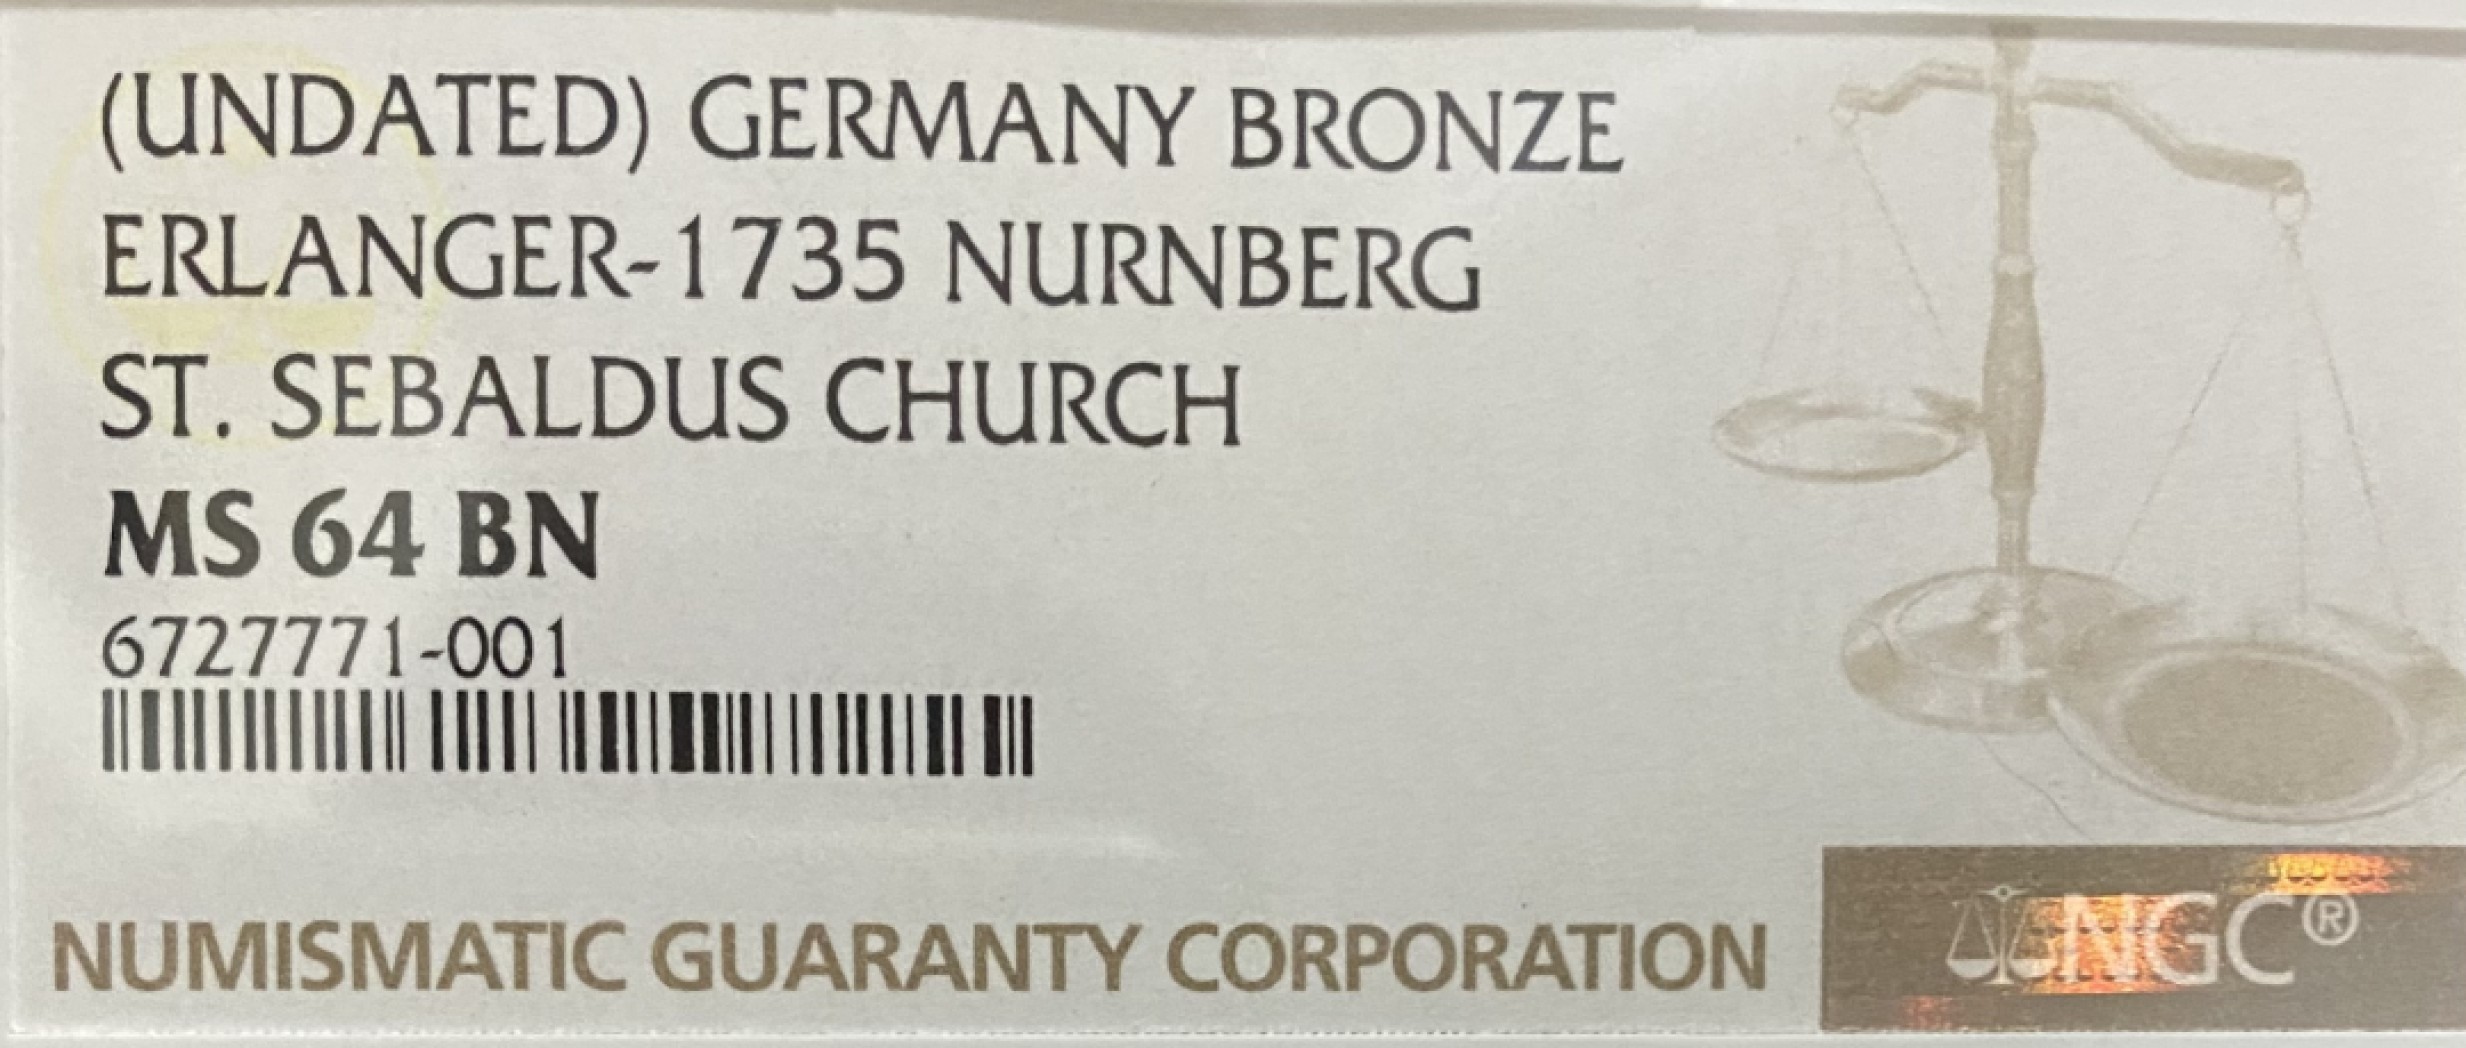 (UNDATED) GERMANY BRONZE
ERLANGER-1735 NURNBERG
ST. SEBALDUS CHURCH
MS 64 BN
6727771-001
NUMISMATIC GUARANTY CORPORATION
NGC®